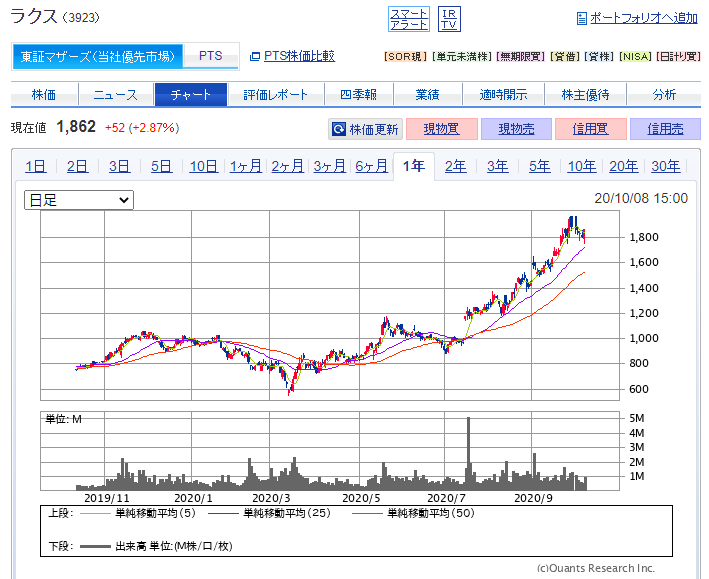 ラクス (3923)
スマート
アラート
IR
TV
ポートフォリオへ追加
東証マザーズ(当社優先市場) PTS PTS株価比較 [SOR現] [単元未満株] [無期限寛] [貸借] [貸株] [NISA] [日計り寛]
株価 ニュース チャート 評価レポート 四季報 業績 適時開示 株主優待 分析
現在値 1,862 +52 (+2.87%) 株価更新 現物買 現物売 信用買 信用売
1日 2日 3日 5日 10日 1ヶ月 2ヶ月 3ヶ月 6ヶ月 1年 2年 3年 5年 10年 20年 30年
日足 20/10/08 15:00
1,800
1,600
1,400
1,200
1,000
800
600
単位: M
5M
4M
3M
2M
1M
2019/11 2020/1 2020/3 2020/5 2020/7 2020/9
上段: 単純移動平均(5) 単純移動平均(25) 単純移動平均(50)
下段: 出来高 単位:(M株/口/枚)
(c)Quants Research Inc.